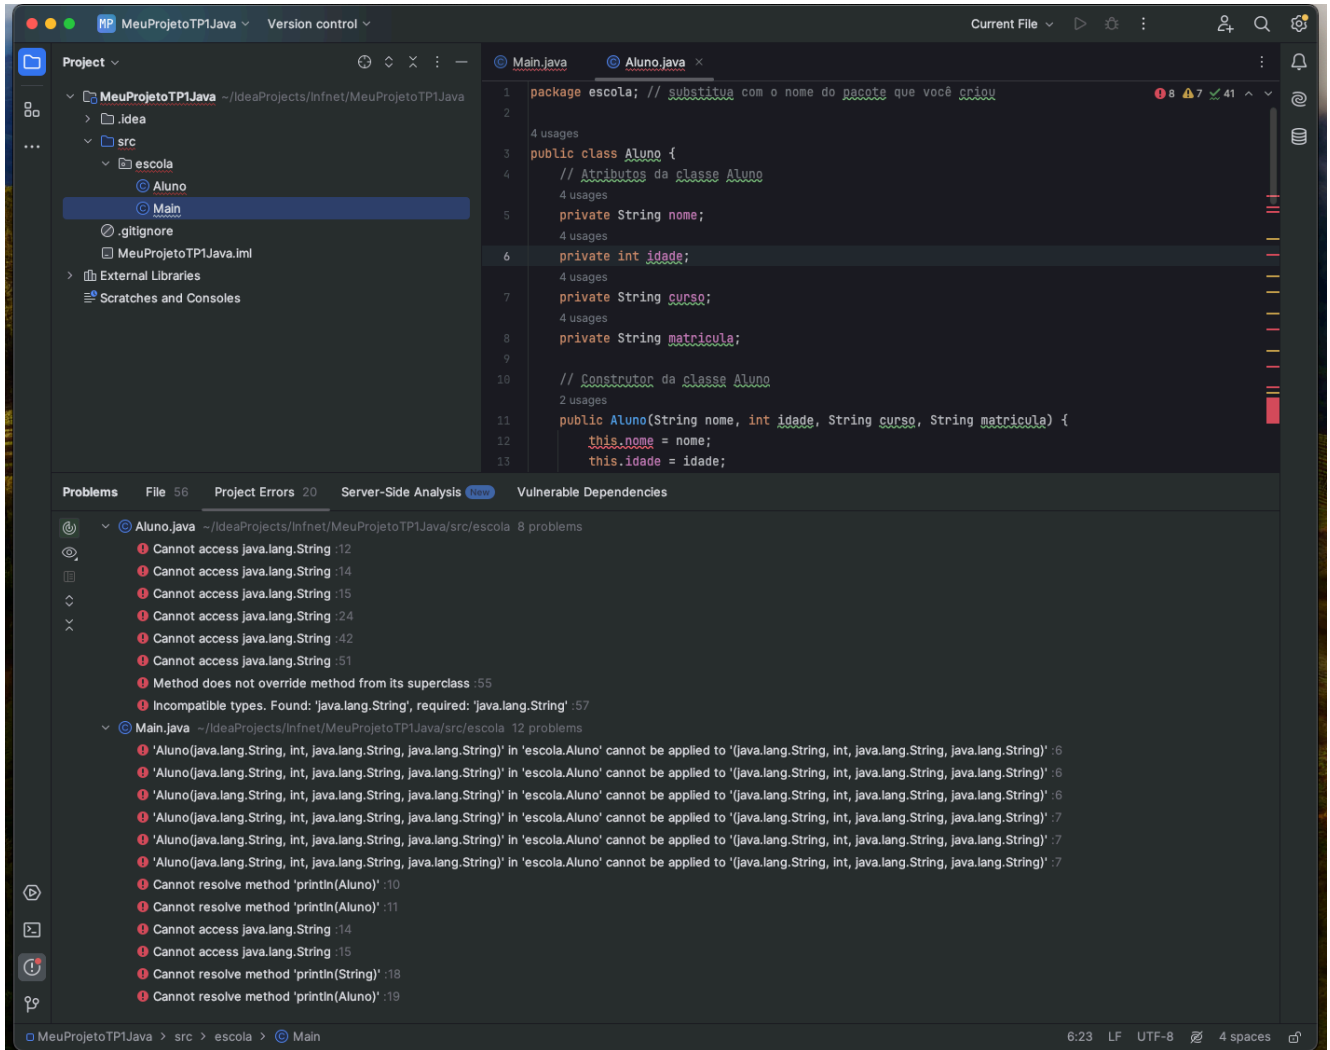 MP MeuProjetoTP1Java Version control Current File
Project
MeuProjetoTP1Java ~/IdeaProjects/Infnet/MeuProjetoTP1Java
.idea
src
escola
Aluno
Main
.gitignore
MeuProjetoTP1Java.iml
External Libraries
Scratches and Consoles
Main.java Aluno.java
8 7 41
1 package escola; // substitua com o nome do pacote que você criou
2
4 usages
3 public class Aluno {
4 // Atributos da classe Aluno
4 usages
5 private String nome;
4 usages
6 private int idade;
4 usages
7 private String curso;
4 usages
8 private String matricula;
9
10 // Construtor da classe Aluno
2 usages
11 public Aluno(String nome, int idade, String curso, String matricula) {
12 this.nome = nome;
13 this.idade = idade;
Problems File 56 Project Errors 20 Server-Side Analysis New Vulnerable Dependencies
Aluno.java ~/IdeaProjects/Infnet/MeuProjetoTP1Java/src/escola 8 problems
Cannot access java.lang.String :12
Cannot access java.lang.String :14
Cannot access java.lang.String :15
Cannot access java.lang.String :24
Cannot access java.lang.String :42
Cannot access java.lang.String :51
Method does not override method from its superclass :55
Incompatible types. Found: 'java.lang.String', required: 'java.lang.String' :57
Main.java ~/IdeaProjects/Infnet/MeuProjetoTP1Java/src/escola 12 problems
'Aluno(java.lang.String, int, java.lang.String, java.lang.String)' in 'escola.Aluno' cannot be applied to '(java.lang.String, int, java.lang.String, java.lang.String)' :6
'Aluno(java.lang.String, int, java.lang.String, java.lang.String)' in 'escola.Aluno' cannot be applied to '(java.lang.String, int, java.lang.String, java.lang.String)' :6
'Aluno(java.lang.String, int, java.lang.String, java.lang.String)' in 'escola.Aluno' cannot be applied to '(java.lang.String, int, java.lang.String, java.lang.String)' :6
'Aluno(java.lang.String, int, java.lang.String, java.lang.String)' in 'escola.Aluno' cannot be applied to '(java.lang.String, int, java.lang.String, java.lang.String)' :7
'Aluno(java.lang.String, int, java.lang.String, java.lang.String)' in 'escola.Aluno' cannot be applied to '(java.lang.String, int, java.lang.String, java.lang.String)' :7
'Aluno(java.lang.String, int, java.lang.String, java.lang.String)' in 'escola.Aluno' cannot be applied to '(java.lang.String, int, java.lang.String, java.lang.String)' :7
Cannot resolve method 'println(Aluno)' :10
Cannot resolve method 'println(Aluno)' :11
Cannot access java.lang.String :14
Cannot access java.lang.String :15
Cannot resolve method 'println(String)' :18
Cannot resolve method 'println(Aluno)' :19
MeuProjetoTP1Java > src > escola > Main 6:23 LF UTF-8 4 spaces